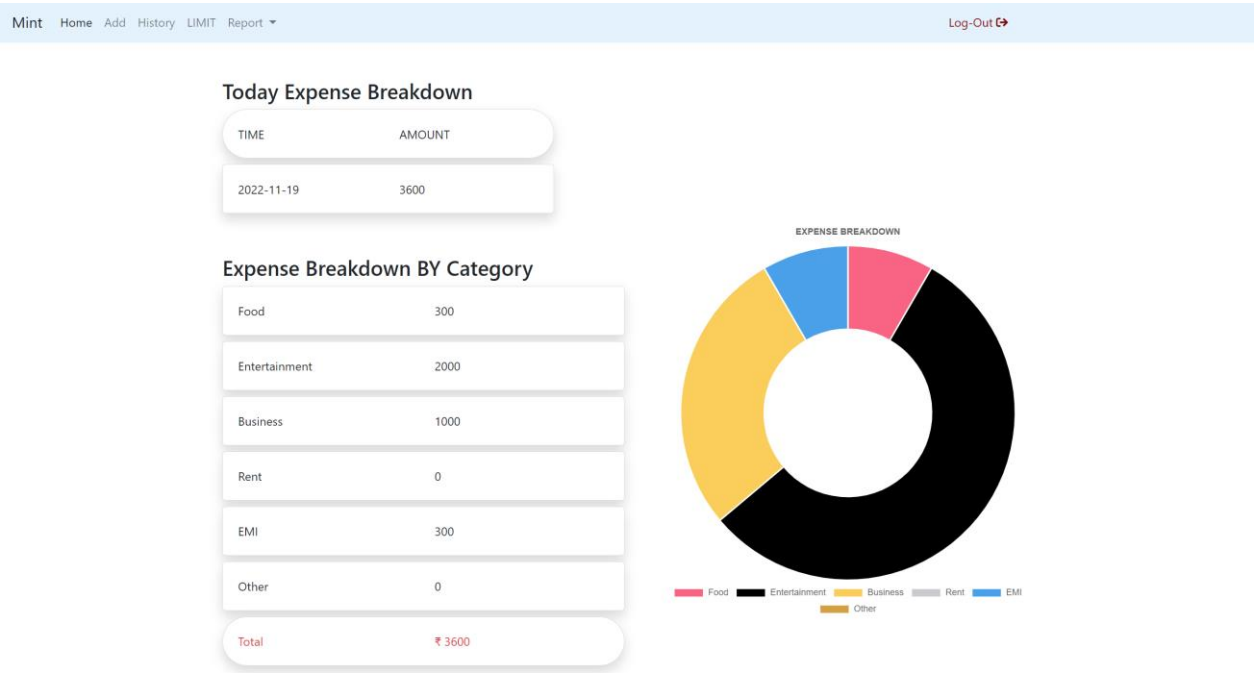 Mint Home Add History LIMIT Report Log-Out
Today Expense Breakdown
TIME AMOUNT
2022-11-19 3600
Expense Breakdown BY Category
Food 300
Entertainment 2000
Business 1000
Rent 0
EMI 300
Other 0
Total ₹ 3600
EXPENSE BREAKDOWN
Food Entertainment Business Rent EMI
Other